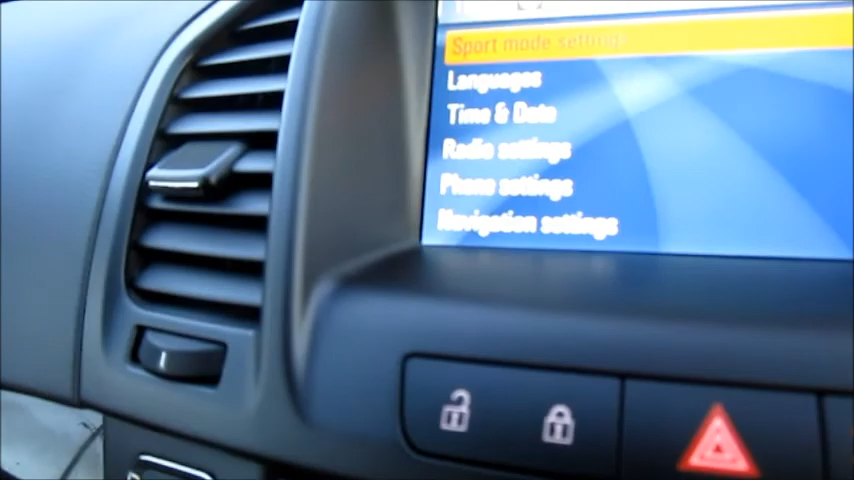 Sport mode settings
Languages
Time & Date
Radio settings
Phone settings
Navigation settings